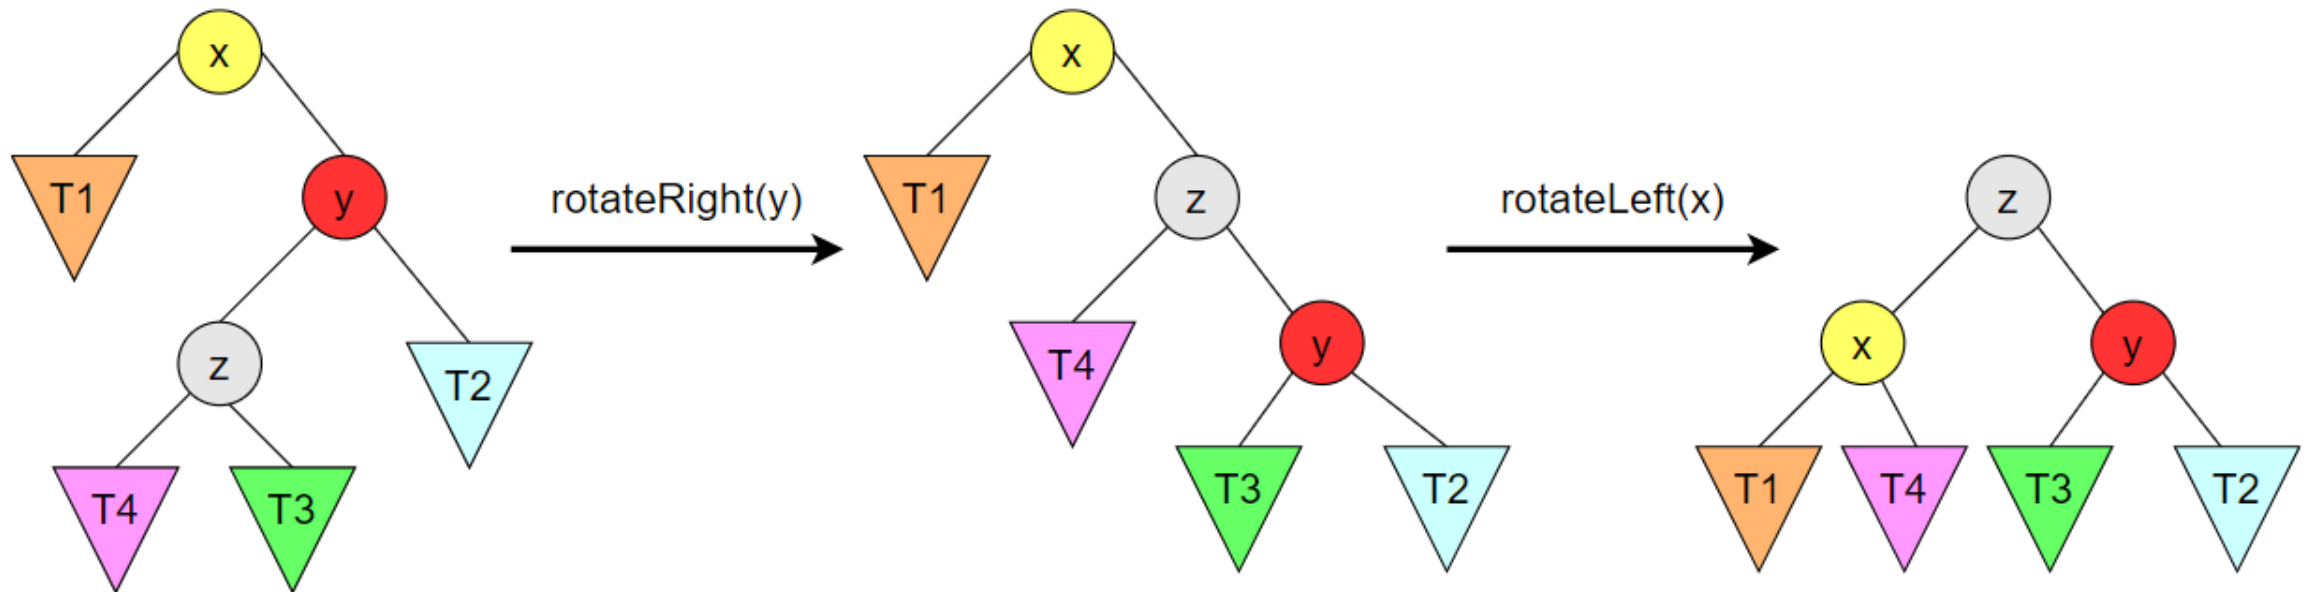 x
T1
y
z
T2
T4
T3
rotateRight(y)
x
T1
z
T4
y
T3
T2
rotateLeft(x)
z
x
y
T1
T4
T3
T2